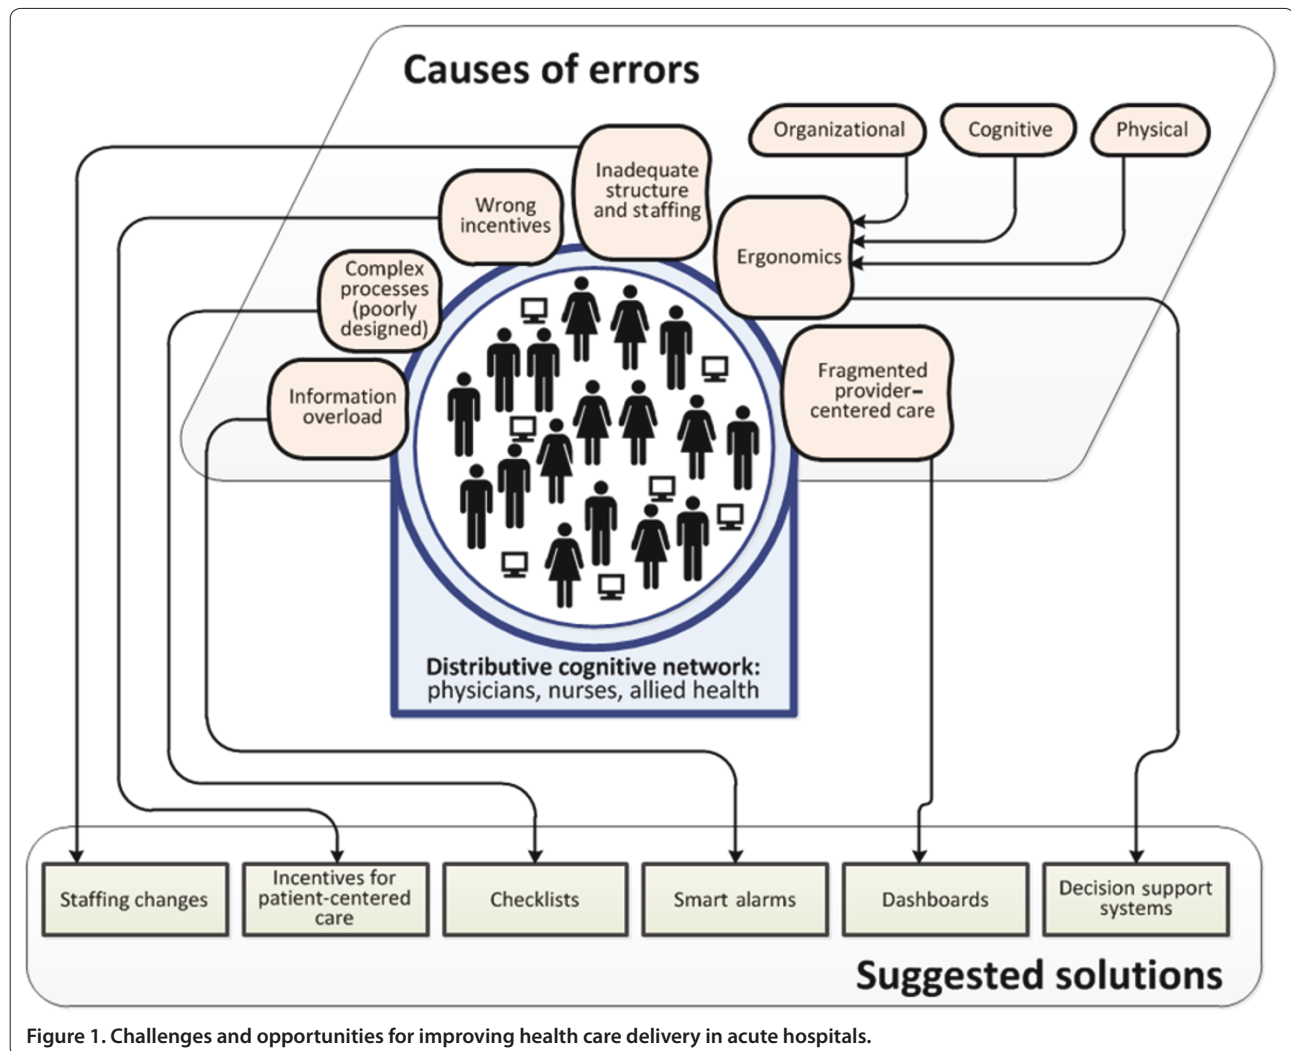 Causes of errors
Organizational
Cognitive
Physical
Inadequate
structure
and staffing
Wrong
incentives
Ergonomics
Complex
processes
(poorly
designed)
Fragmented
provider–
centered care
Information
overload
Distributive cognitive network:
physicians, nurses, allied health
Staffing changes
Incentives for
patient-centered
care
Checklists
Smart alarms
Dashboards
Decision support
systems
Suggested solutions
Figure 1. Challenges and opportunities for improving health care delivery in acute hospitals.